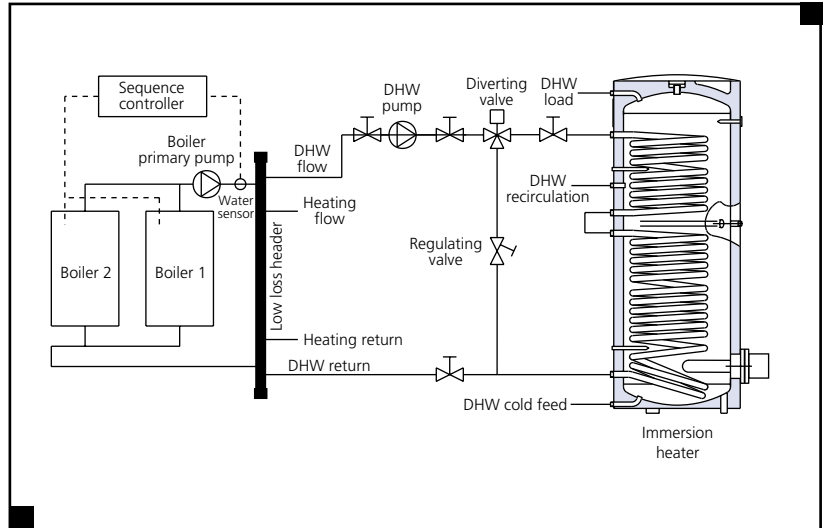 Sequence
controller
Boiler
primary pump
Water
sensor
Boiler 2
Boiler 1
Low loss header
DHW
flow
Heating
flow
Heating return
DHW return
DHW
pump
Diverting
valve
DHW
load
DHW
recirculation
Regulating
valve
DHW cold feed
Immersion
heater